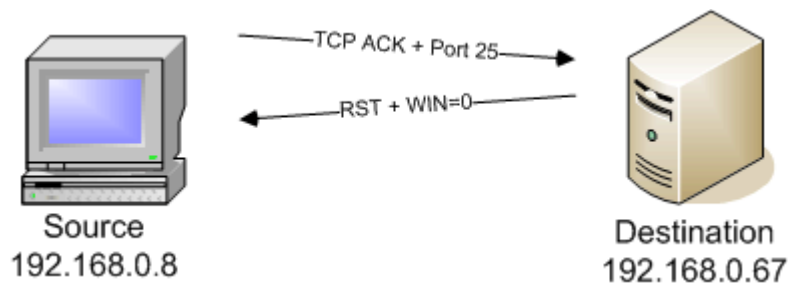 TCP ACK + Port 25
RST + WIN=0
Source
192.168.0.8
Destination
192.168.0.67